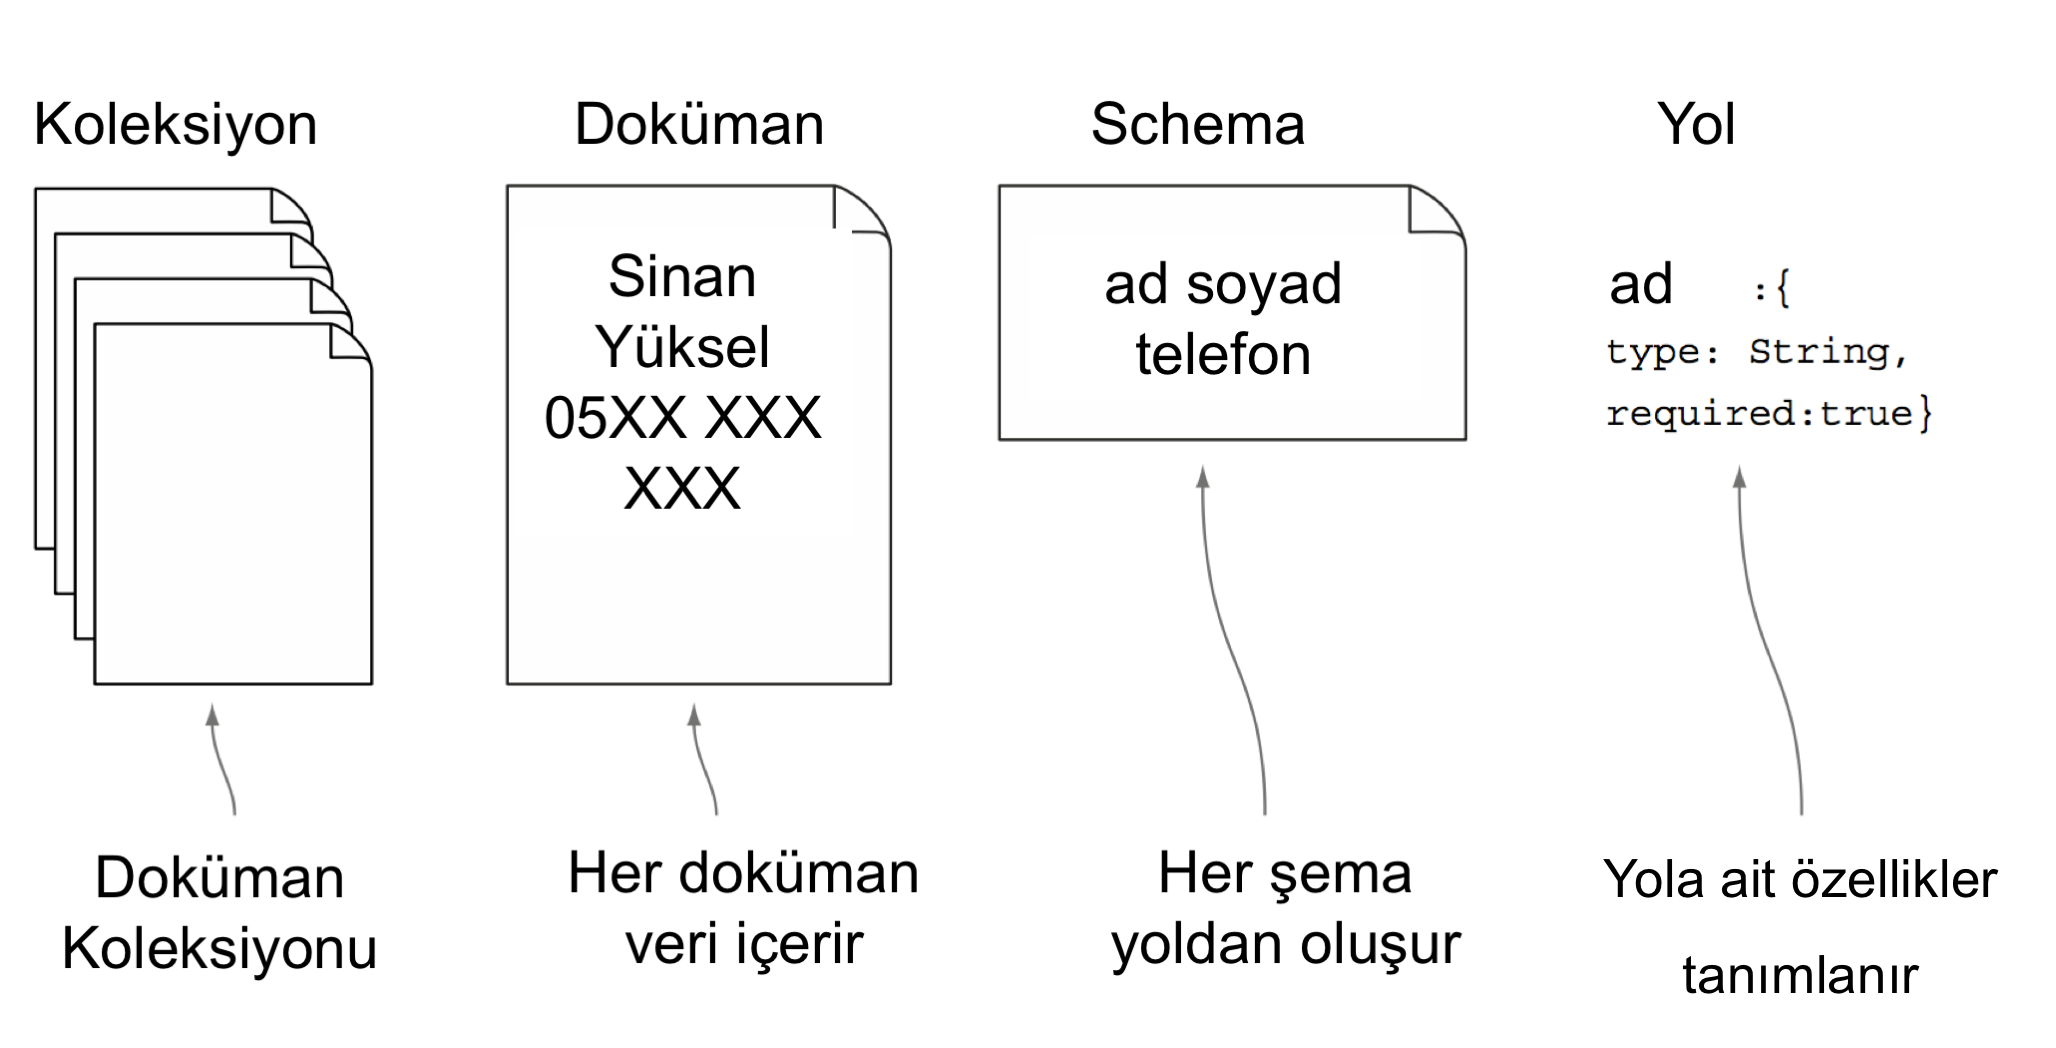 Koleksiyon
Doküman
Schema
Yol
Sinan
Yüksel
05XX XXX
XXX
ad soyad
telefon
ad :{
type: String,
required:true}
Doküman
Koleksiyonu
Her doküman
veri içerir
Her şema
yoldan oluşur
Yola ait özellikler
tanımlanır